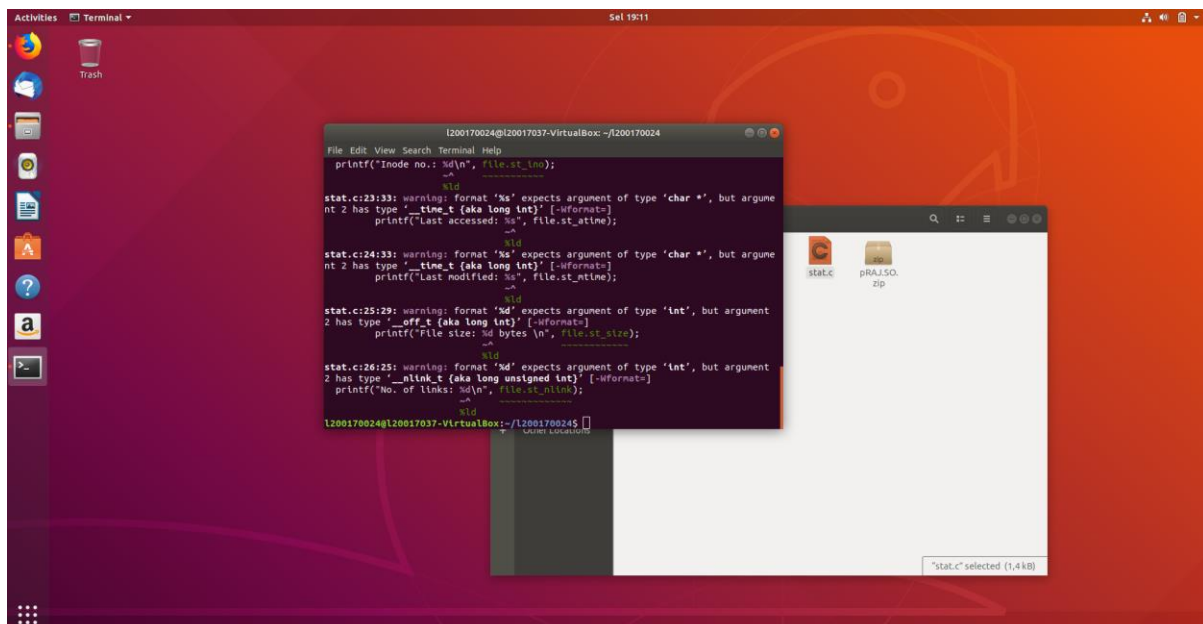 Activities
Terminal
Sel 19:11
Trash
l200170024@l20017037-VirtualBox: ~/l200170024
File Edit View Search Terminal Help
printf("Inode no.: %d\n", file.st_ino);
~^ ~~~~~~~~~~~
%ld
stat.c:23:33: warning: format ‘%s’ expects argument of type ‘char *’, but argume
nt 2 has type ‘__time_t {aka long int}’ [-Wformat=]
printf("Last accessed: %s", file.st_atime);
~^
%ld
stat.c:24:33: warning: format ‘%s’ expects argument of type ‘char *’, but argume
nt 2 has type ‘__time_t {aka long int}’ [-Wformat=]
printf("Last modified: %s", file.st_mtime);
~^
%ld
stat.c:25:29: warning: format ‘%d’ expects argument of type ‘int’, but argument
2 has type ‘__off_t {aka long int}’ [-Wformat=]
printf("File size: %d bytes \n", file.st_size);
~^ ~~~~~~~~~~~~
%ld
stat.c:26:25: warning: format ‘%d’ expects argument of type ‘int’, but argument
2 has type ‘__nlink_t {aka long unsigned int}’ [-Wformat=]
printf("No. of links: %d\n", file.st_nlink);
~^ ~~~~~~~~~~~~~
%ld
l200170024@l20017037-VirtualBox:~/l200170024$
stat.c
zip
pRAJ.SO.
zip
+ Other Locations
"stat.c" selected (1,4 kB)